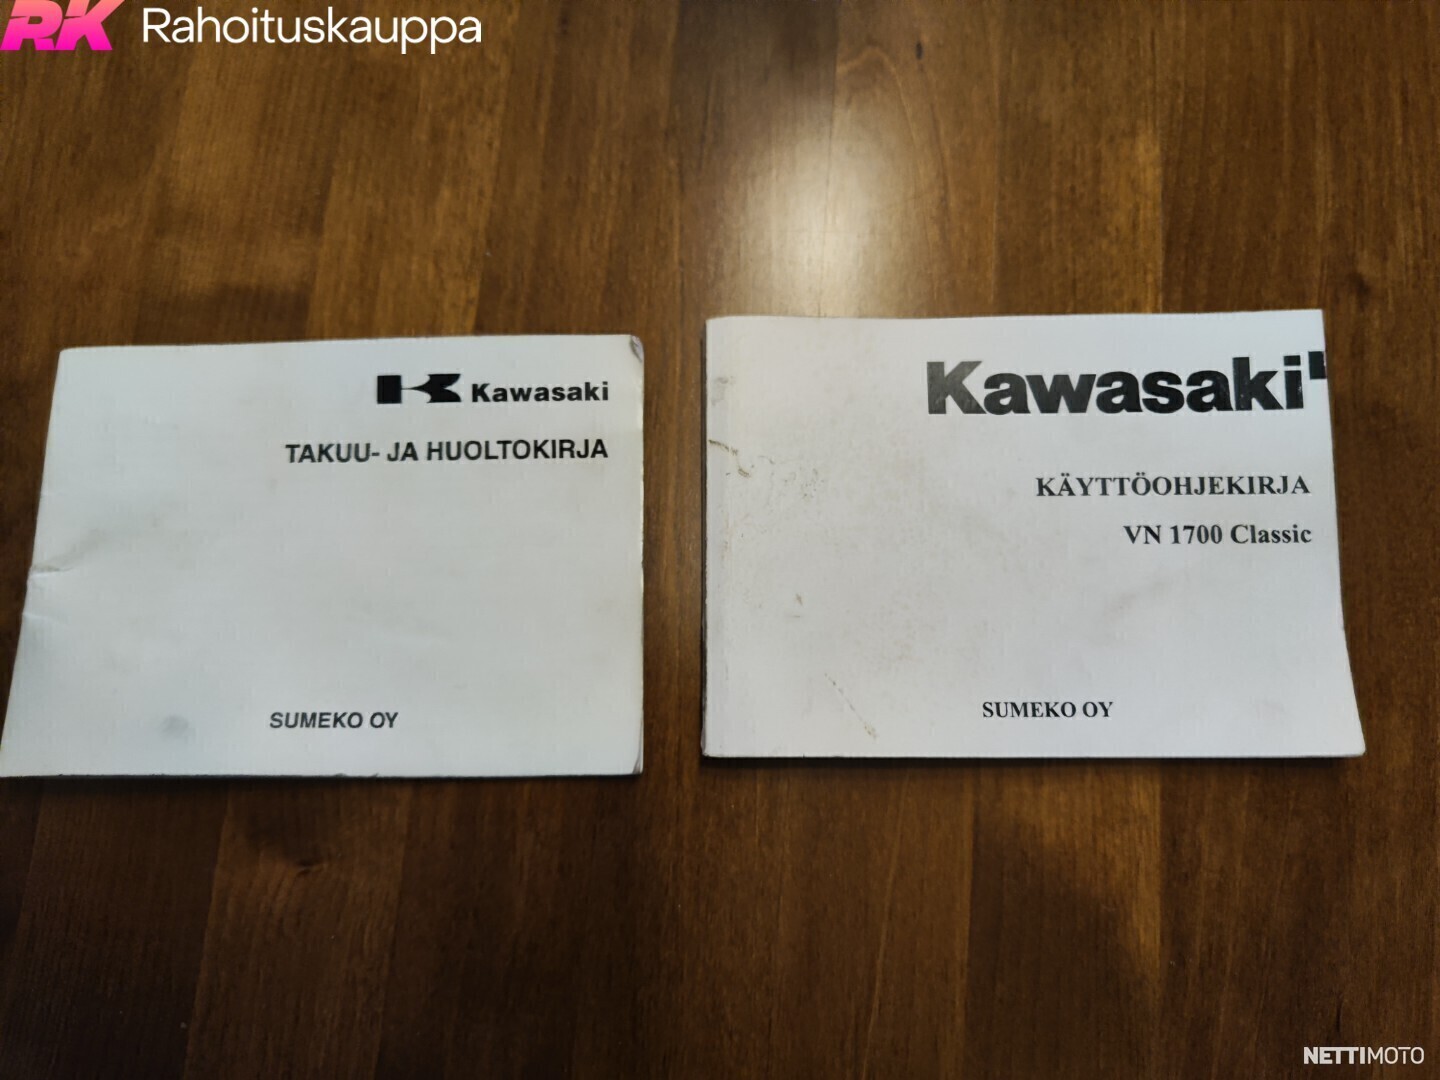 RK Rahoituskauppa
Kawasaki
TAKUU- JA HUOLTOKIRJA
SUMEKO OY
Kawasaki
KÄYTTÖOHJEKIRJA
VN 1700 Classic
SUMEKO OY
NETTIMOTO